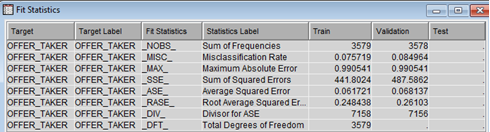 Fit Statistics
Target Target Label Fit Statistics Statistics Label Train Validation Test
OFFER_TAKER OFFER_TAKER _NOBS_ Sum of Frequencies 3579 3578 .
OFFER_TAKER OFFER_TAKER _MISC_ Misclassification Rate 0.075719 0.084964 .
OFFER_TAKER OFFER_TAKER _MAX_ Maximum Absolute Error 0.990541 0.990541 .
OFFER_TAKER OFFER_TAKER _SSE_ Sum of Squared Errors 441.8024 487.5862 .
OFFER_TAKER OFFER_TAKER _ASE_ Average Squared Error 0.061721 0.068137 .
OFFER_TAKER OFFER_TAKER _RASE_ Root Average Squared Er... 0.248438 0.26103 .
OFFER_TAKER OFFER_TAKER _DIV_ Divisor for ASE 7158 7156 .
OFFER_TAKER OFFER_TAKER _DFT_ Total Degrees of Freedom 3579 . .